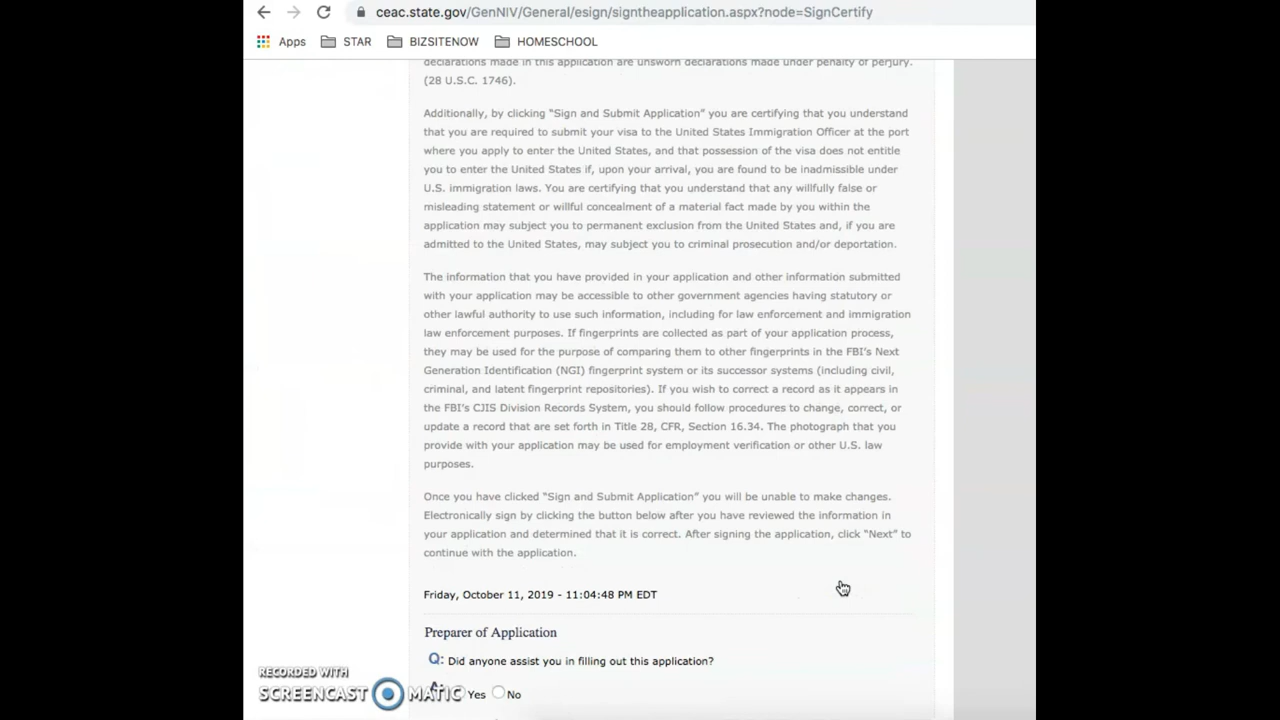 ceac.state.gov/GenNIV/General/esign/signtheapplication.aspx?node=SignCertify
Apps STAR BIZSITENOW HOMESCHOOL
declarations made in this application are unsworn declarations made under penalty of perjury.
(28 U.S.C. 1746).
Additionally, by clicking “Sign and Submit Application” you are certifying that you understand
that you are required to submit your visa to the United States Immigration Officer at the port
where you apply to enter the United States, and that possession of the visa does not entitle
you to enter the United States if, upon your arrival, you are found to be inadmissible under
U.S. immigration laws. You are certifying that you understand that any willfully false or
misleading statement or willful concealment of a material fact made by you within the
application may subject you to permanent exclusion from the United States and, if you are
admitted to the United States, may subject you to criminal prosecution and/or deportation.
The information that you have provided in your application and other information submitted
with your application may be accessible to other government agencies having statutory or
other lawful authority to use such information, including for law enforcement and immigration
law enforcement purposes. If fingerprints are collected as part of your application process,
they may be used for the purpose of comparing them to other fingerprints in the FBI’s Next
Generation Identification (NGI) fingerprint system or its successor systems (including civil,
criminal, and latent fingerprint repositories). If you wish to correct a record as it appears in
the FBI’s CJIS Division Records System, you should follow procedures to change, correct, or
update a record that are set forth in Title 28, CFR, Section 16.34. The photograph that you
provide with your application may be used for employment verification or other U.S. law
purposes.
Once you have clicked “Sign and Submit Application” you will be unable to make changes.
Electronically sign by clicking the button below after you have reviewed the information in
your application and determined that it is correct. After signing the application, click “Next” to
continue with the application.
Friday, October 11, 2019 - 11:04:48 PM EDT
Preparer of Application
Q: Did anyone assist you in filling out this application?
A: Yes No
RECORDED WITH
SCREENCAST MATIC